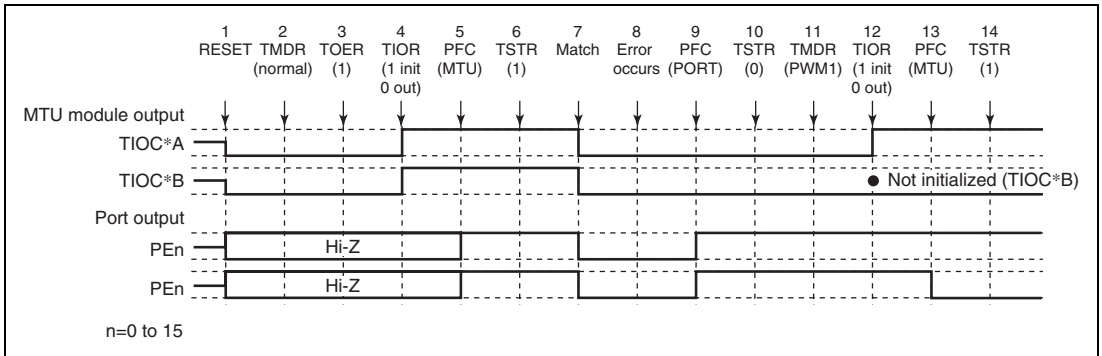 1 2 3 4 5 6 7 8 9 10 11 12 13 14
RESET TMDR TOER TIOR PFC TSTR Match Error PFC TSTR TMDR TIOR PFC TSTR
(normal) (1) (1 init (MTU) (1) occurs (PORT) (0) (PWM1) (1 init (MTU) (1)
0 out) 0 out)
MTU module output
TIOC*A
TIOC*B ● Not initialized (TIOC*B)
Port output
PEn Hi-Z
PEn Hi-Z
n=0 to 15